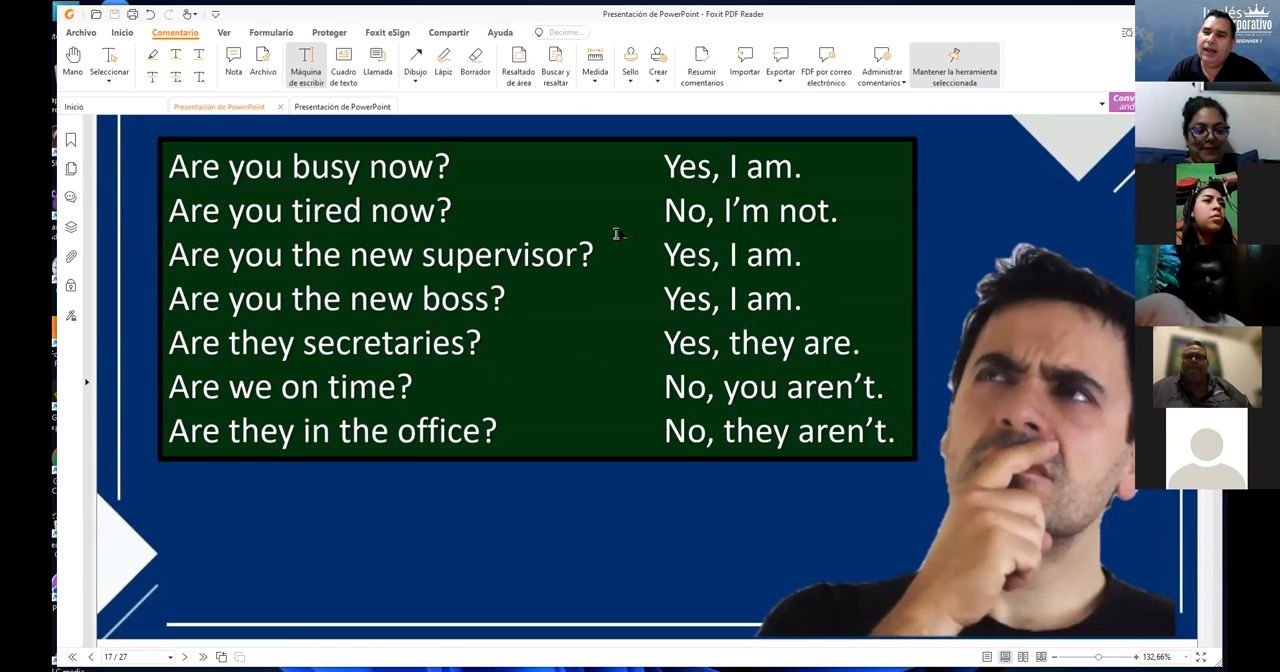 Presentación de PowerPoint - Foxit PDF Reader
Archivo Inicio Comentario Ver Formulario Proteger Foxit eSign Compartir Ayuda Decirme...
Mano Seleccionar Nota Archivo Máquina de escribir Cuadro de texto Llamada Dibujo Lápiz Borrador Resaltado de área Buscar y resaltar Medida Sello Crear Resumir comentarios Importar Exportar FDF por correo electrónico Administrar comentarios Mantener la herramienta seleccionada
Inicio Presentación de PowerPoint Presentación de PowerPoint
Are you busy now? Yes, I am.
Are you tired now? No, I’m not.
Are you the new supervisor? Yes, I am.
Are you the new boss? Yes, I am.
Are they secretaries? Yes, they are.
Are we on time? No, you aren’t.
Are they in the office? No, they aren’t.
17 / 27 132,66%